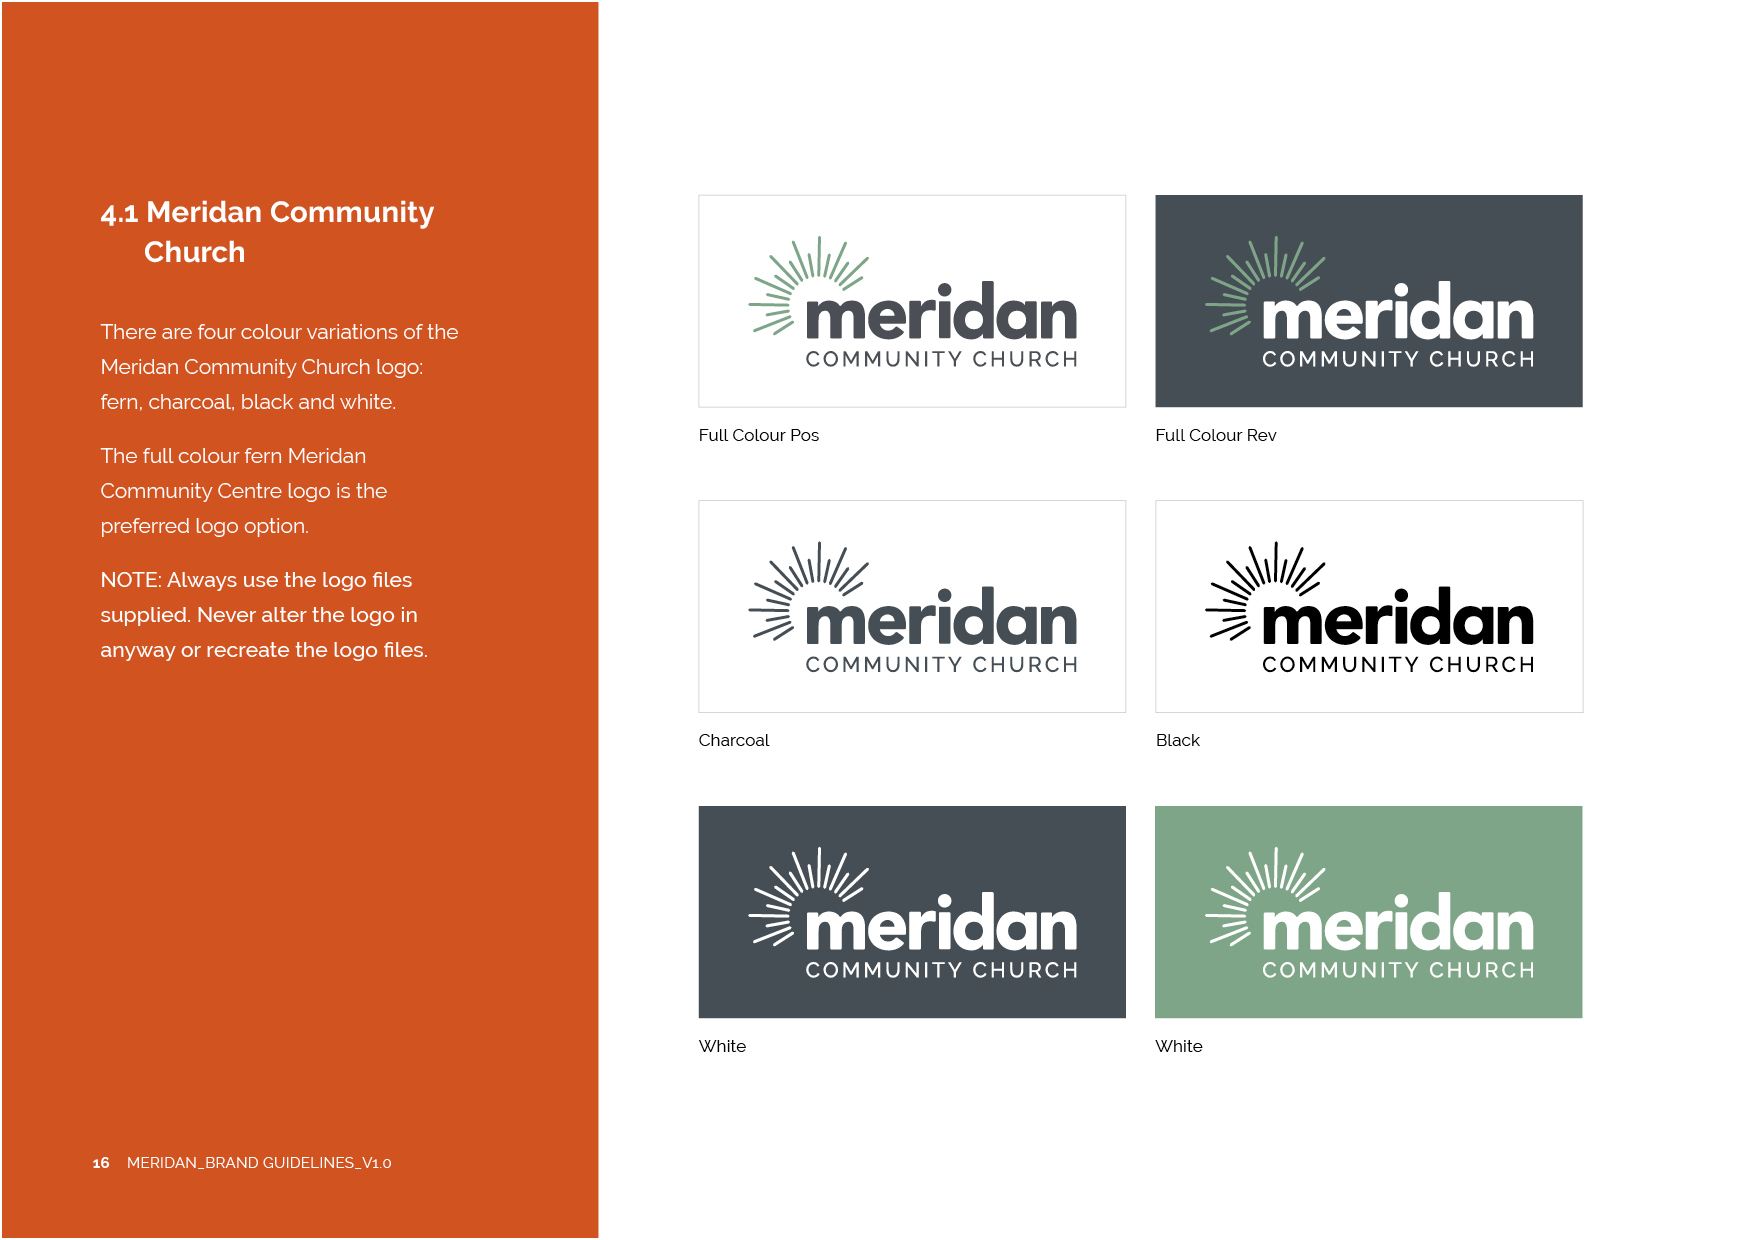 4.1 Meridan Community
Church
There are four colour variations of the
Meridan Community Church logo:
fern, charcoal, black and white.
The full colour fern Meridan
Community Centre logo is the
preferred logo option.
NOTE: Always use the logo files
supplied. Never alter the logo in
anyway or recreate the logo files.
16 MERIDAN_BRAND GUIDELINES_V1.0
meridan
COMMUNITY CHURCH
Full Colour Pos
meridan
COMMUNITY CHURCH
Full Colour Rev
meridan
COMMUNITY CHURCH
Charcoal
meridan
COMMUNITY CHURCH
Black
meridan
COMMUNITY CHURCH
White
meridan
COMMUNITY CHURCH
White